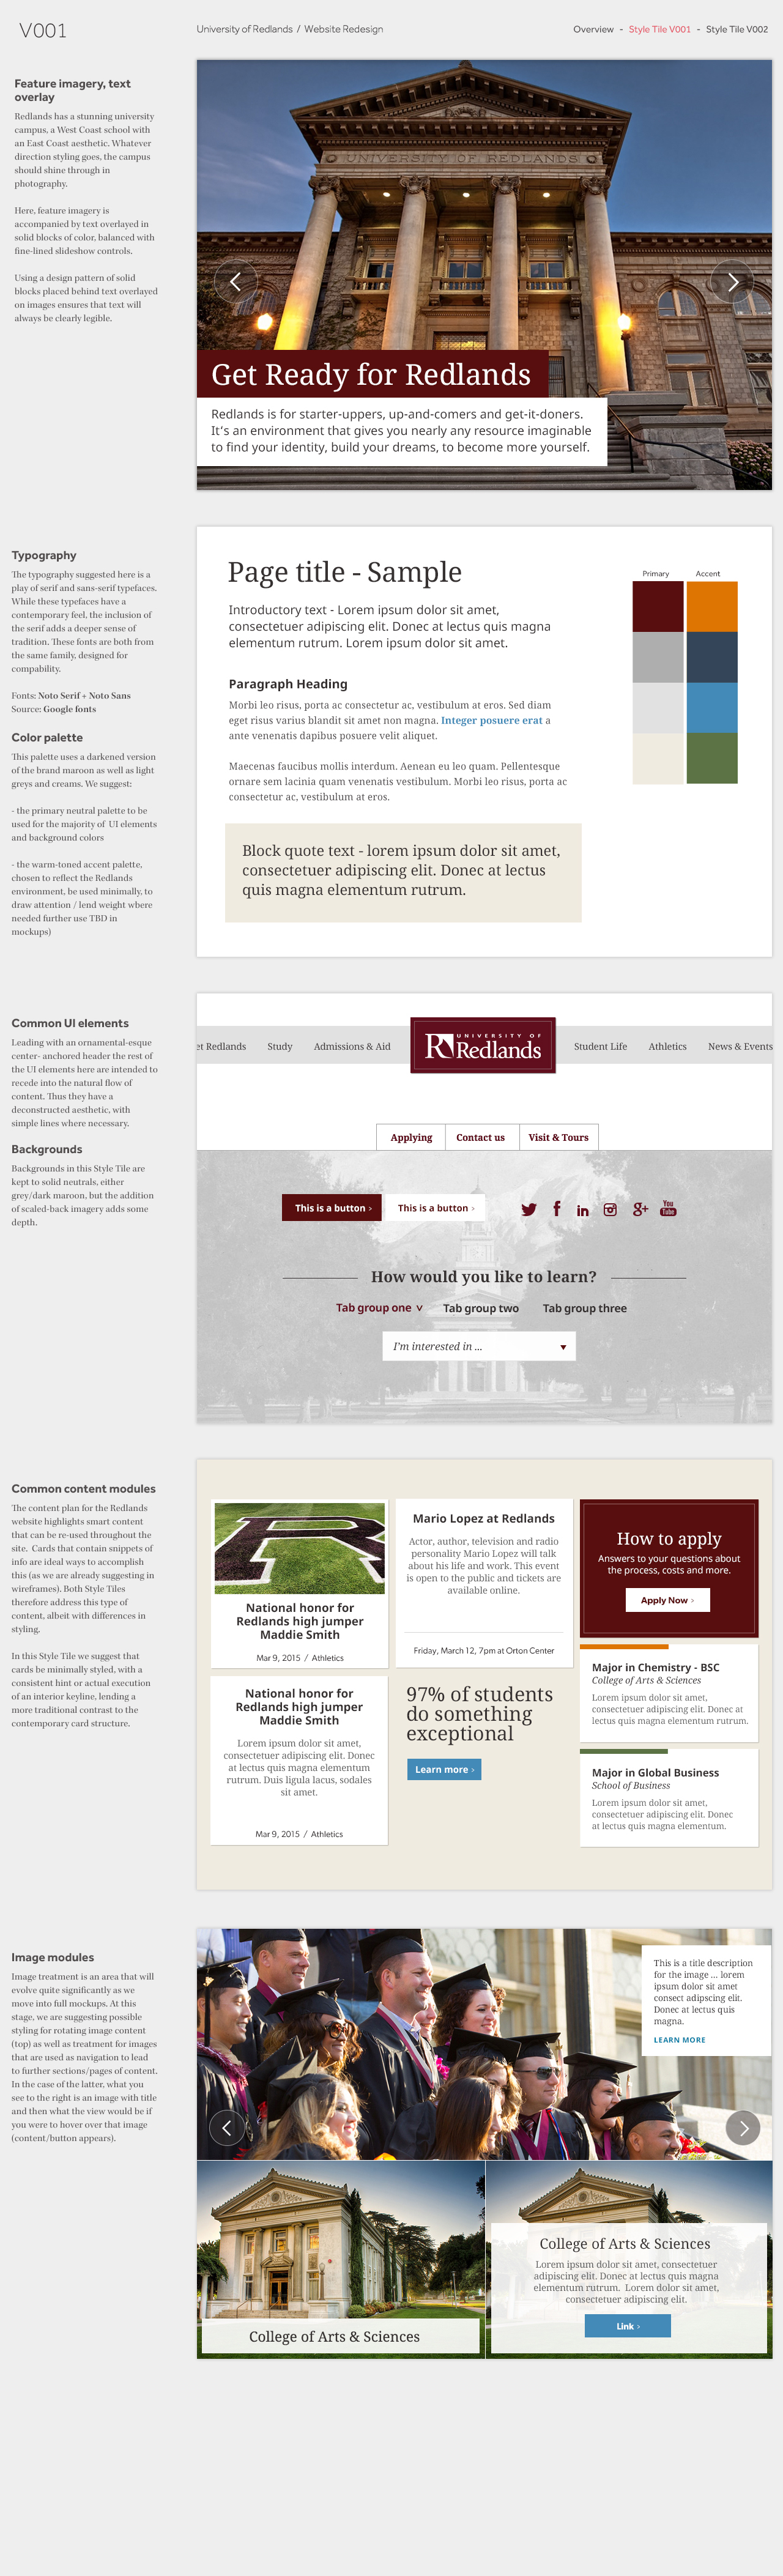 V001
University of Redlands / Website Redesign
Overview - Style Tile V001 - Style Tile V002
Feature imagery, text
overlay
Redlands has a stunning university
campus, a West Coast school with
an East Coast aesthetic. Whatever
direction styling goes, the campus
should shine through in
photography.
Here, feature imagery is
accompanied by text overlayed in
solid blocks of color, balanced with
fine-lined slideshow controls.
Using a design pattern of solid
blocks placed behind text overlayed
on images ensures that text will
always be clearly legible.
UNIVERSITY OF REDLANDS
Get Ready for Redlands
Redlands is for starter-uppers, up-and-comers and get-it-doners.
It's an environment that gives you nearly any resource imaginable
to find your identity, build your dreams, to become more yourself.
Typography
The typography suggested here is a
play of serif and sans-serif typefaces.
While these typefaces have a
contemporary feel, the inclusion of
the serif adds a deeper sense of
tradition. These fonts are both from
the same family, designed for
compability.
Fonts: Noto Serif + Noto Sans
Source: Google fonts
Color palette
This palette uses a darkened version
of the brand maroon as well as light
greys and creams. We suggest:
- the primary neutral palette to be
used for the majority of UI elements
and background colors
- the warm-toned accent palette,
chosen to reflect the Redlands
environment, be used minimally, to
draw attention / lend weight wbere
needed further use TBD in
mockups)
Page title - Sample
Introductory text - Lorem ipsum dolor sit amet,
consectetuer adipiscing elit. Donec at lectus quis magna
elementum rutrum. Lorem ipsum dolor sit amet.
Paragraph Heading
Morbi leo risus, porta ac consectetur ac, vestibulum at eros. Sed diam
eget risus varius blandit sit amet non magna. Integer posuere erat a
ante venenatis dapibus posuere velit aliquet.
Maecenas faucibus mollis interdum. Aenean eu leo quam. Pellentesque
ornare sem lacinia quam venenatis vestibulum. Morbi leo risus, porta ac
consectetur ac, vestibulum at eros.
Block quote text - lorem ipsum dolor sit amet,
consectetuer adipiscing elit. Donec at lectus
quis magna elementum rutrum.
Primary Accent
Common UI elements
Leading with an ornamental-esque
center- anchored header the rest of
the UI elements here are intended to
recede into the natural flow of
content. Thus they have a
deconstructed aesthetic, with
simple lines where necessary.
Backgrounds
Backgrounds in this Style Tile are
kept to solid neutrals, either
grey/dark maroon, but the addition
of scaled-back imagery adds some
depth.
et Redlands Study Admissions & Aid
UNIVERSITY OF
R Redlands
Student Life Athletics News & Events
Applying Contact us Visit & Tours
This is a button > This is a button >
You
Tube
How would you like to learn?
Tab group one v Tab group two Tab group three
I'm interested in ...
Common content modules
The content plan for the Redlands
website highlights smart content
that can be re-used throughout the
site. Cards that contain snippets of
info are ideal ways to accomplish
this (as we are already suggesting in
wireframes). Both Style Tiles
therefore address this type of
content, albeit with differences in
styling.
In this Style Tile we suggest that
cards be minimally styled, with a
consistent hint or actual execution
of an interior keyline, lending a
more traditional contrast to the
contemporary card structure.
R
National honor for
Redlands high jumper
Maddie Smith
Mar 9, 2015 / Athletics
National honor for
Redlands high jumper
Maddie Smith
Lorem ipsum dolor sit amet,
consectetuer adipiscing elit. Donec
at lectus quis magna elementum
rutrum. Duis ligula lacus, sodales
sit amet.
Mar 9, 2015 / Athletics
Mario Lopez at Redlands
Actor, author, television and radio
personality Mario Lopez will talk
about his life and work. This event
is open to the public and tickets are
available online.
Friday, March 12, 7pm at Orton Center
97% of students
do something
exceptional
Learn more >
How to apply
Answers to your questions about
the process, costs and more.
Apply Now >
Major in Chemistry - BSC
College of Arts & Sciences
Lorem ipsum dolor sit amet,
consectetuer adipiscing elit. Donec at
lectus quis magna elementum rutrum.
Major in Global Business
School of Business
Lorem ipsum dolor sit amet,
consectetuer adipiscing elit. Donec
at lectus quis magna elementum.
Image modules
Image treatment is an area that will
evolve quite significantly as we
move into full mockups. At this
stage, we are suggesting possible
styling for rotating image content
(top) as well as treatment for images
that are used as navigation to lead
to further sections/pages of content.
In the case of the latter, what you
see to the right is an image with title
and then what the view would be if
you were to hover over that image
(content/button appears).
This is a title description
for the image ... lorem
ipsum dolor sit amet
consect adipscing elit.
Donec at lectus quis
magna.
LEARN MORE
College of Arts & Sciences
College of Arts & Sciences
Lorem ipsum dolor sit amet, consectetuer
adipiscing elit. Donec at lectus quis magna
elementum rutrum. Lorem dolor sit amet,
consectetuer adipiscing elit.
Link >